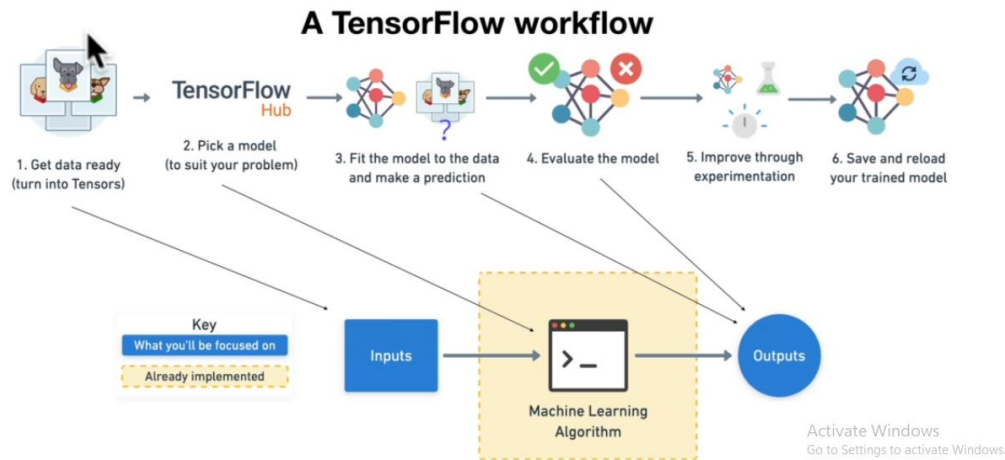 A TensorFlow workflow
TensorFlow
Hub
?
1. Get data ready
(turn into Tensors)
2. Pick a model
(to suit your problem)
3. Fit the model to the data
and make a prediction
4. Evaluate the model
5. Improve through
experimentation
6. Save and reload
your trained model
Key
What you'll be focused on
Already implemented
Inputs
>_
Machine Learning
Algorithm
Outputs
Activate Windows
Go to Settings to activate Windows.